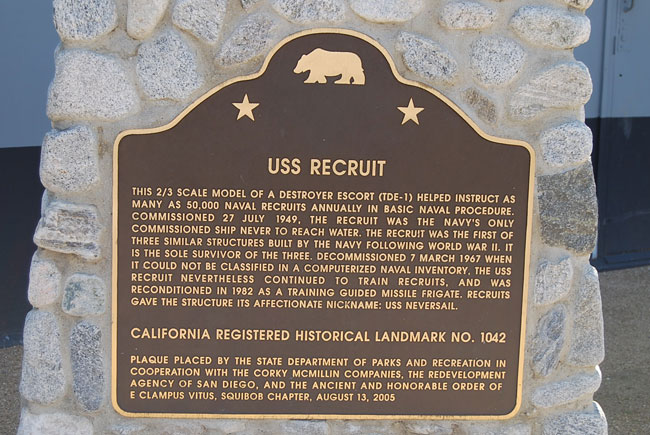 USS RECRUIT
THIS 2/3 SCALE MODEL OF A DESTROYER ESCORT (TDE-1) HELPED INSTRUCT AS
MANY AS 50,000 NAVAL RECRUITS ANNUALLY IN BASIC NAVAL PROCEDURE.
COMMISSIONED 27 JULY 1949, THE RECRUIT WAS THE NAVY'S ONLY
COMMISSIONED SHIP NEVER TO REACH WATER. THE RECRUIT WAS THE FIRST OF
THREE SIMILAR STRUCTURES BUILT BY THE NAVY FOLLOWING WORLD WAR II. IT
IS THE SOLE SURVIVOR OF THE THREE. DECOMMISSIONED 7 MARCH 1967 WHEN
IT COULD NOT BE CLASSIFIED IN A COMPUTERIZED NAVAL INVENTORY, THE USS
RECRUIT NEVERTHELESS CONTINUED TO TRAIN RECRUITS, AND WAS
RECONDITIONED IN 1982 AS A TRAINING GUIDED MISSILE FRIGATE. RECRUITS
GAVE THE STRUCTURE ITS AFFECTIONATE NICKNAME: USS NEVERSAIL.
CALIFORNIA REGISTERED HISTORICAL LANDMARK NO. 1042
PLAQUE PLACED BY THE STATE DEPARTMENT OF PARKS AND RECREATION IN
COOPERATION WITH THE CORKY MCMILLIN COMPANIES, THE REDEVELOPMENT
AGENCY OF SAN DIEGO, AND THE ANCIENT AND HONORABLE ORDER OF
E CLAMPUS VITUS, SQUIBOB CHAPTER, AUGUST 13, 2005